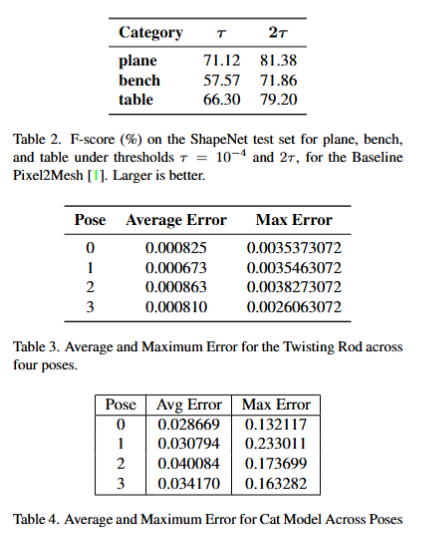 Category τ 2τ
plane 71.12 81.38
bench 57.57 71.86
table 66.30 79.20
Table 2. F-score (%) on the ShapeNet test set for plane, bench,
and table under thresholds τ = 10⁻⁴ and 2τ, for the Baseline
Pixel2Mesh [1]. Larger is better.
Pose Average Error Max Error
0 0.000825 0.0035373072
1 0.000673 0.0035463072
2 0.000863 0.0038273072
3 0.000810 0.0026063072
Table 3. Average and Maximum Error for the Twisting Rod across
four poses.
Pose Avg Error Max Error
0 0.028669 0.132117
1 0.030794 0.233011
2 0.040084 0.173699
3 0.034170 0.163282
Table 4. Average and Maximum Error for Cat Model Across Poses